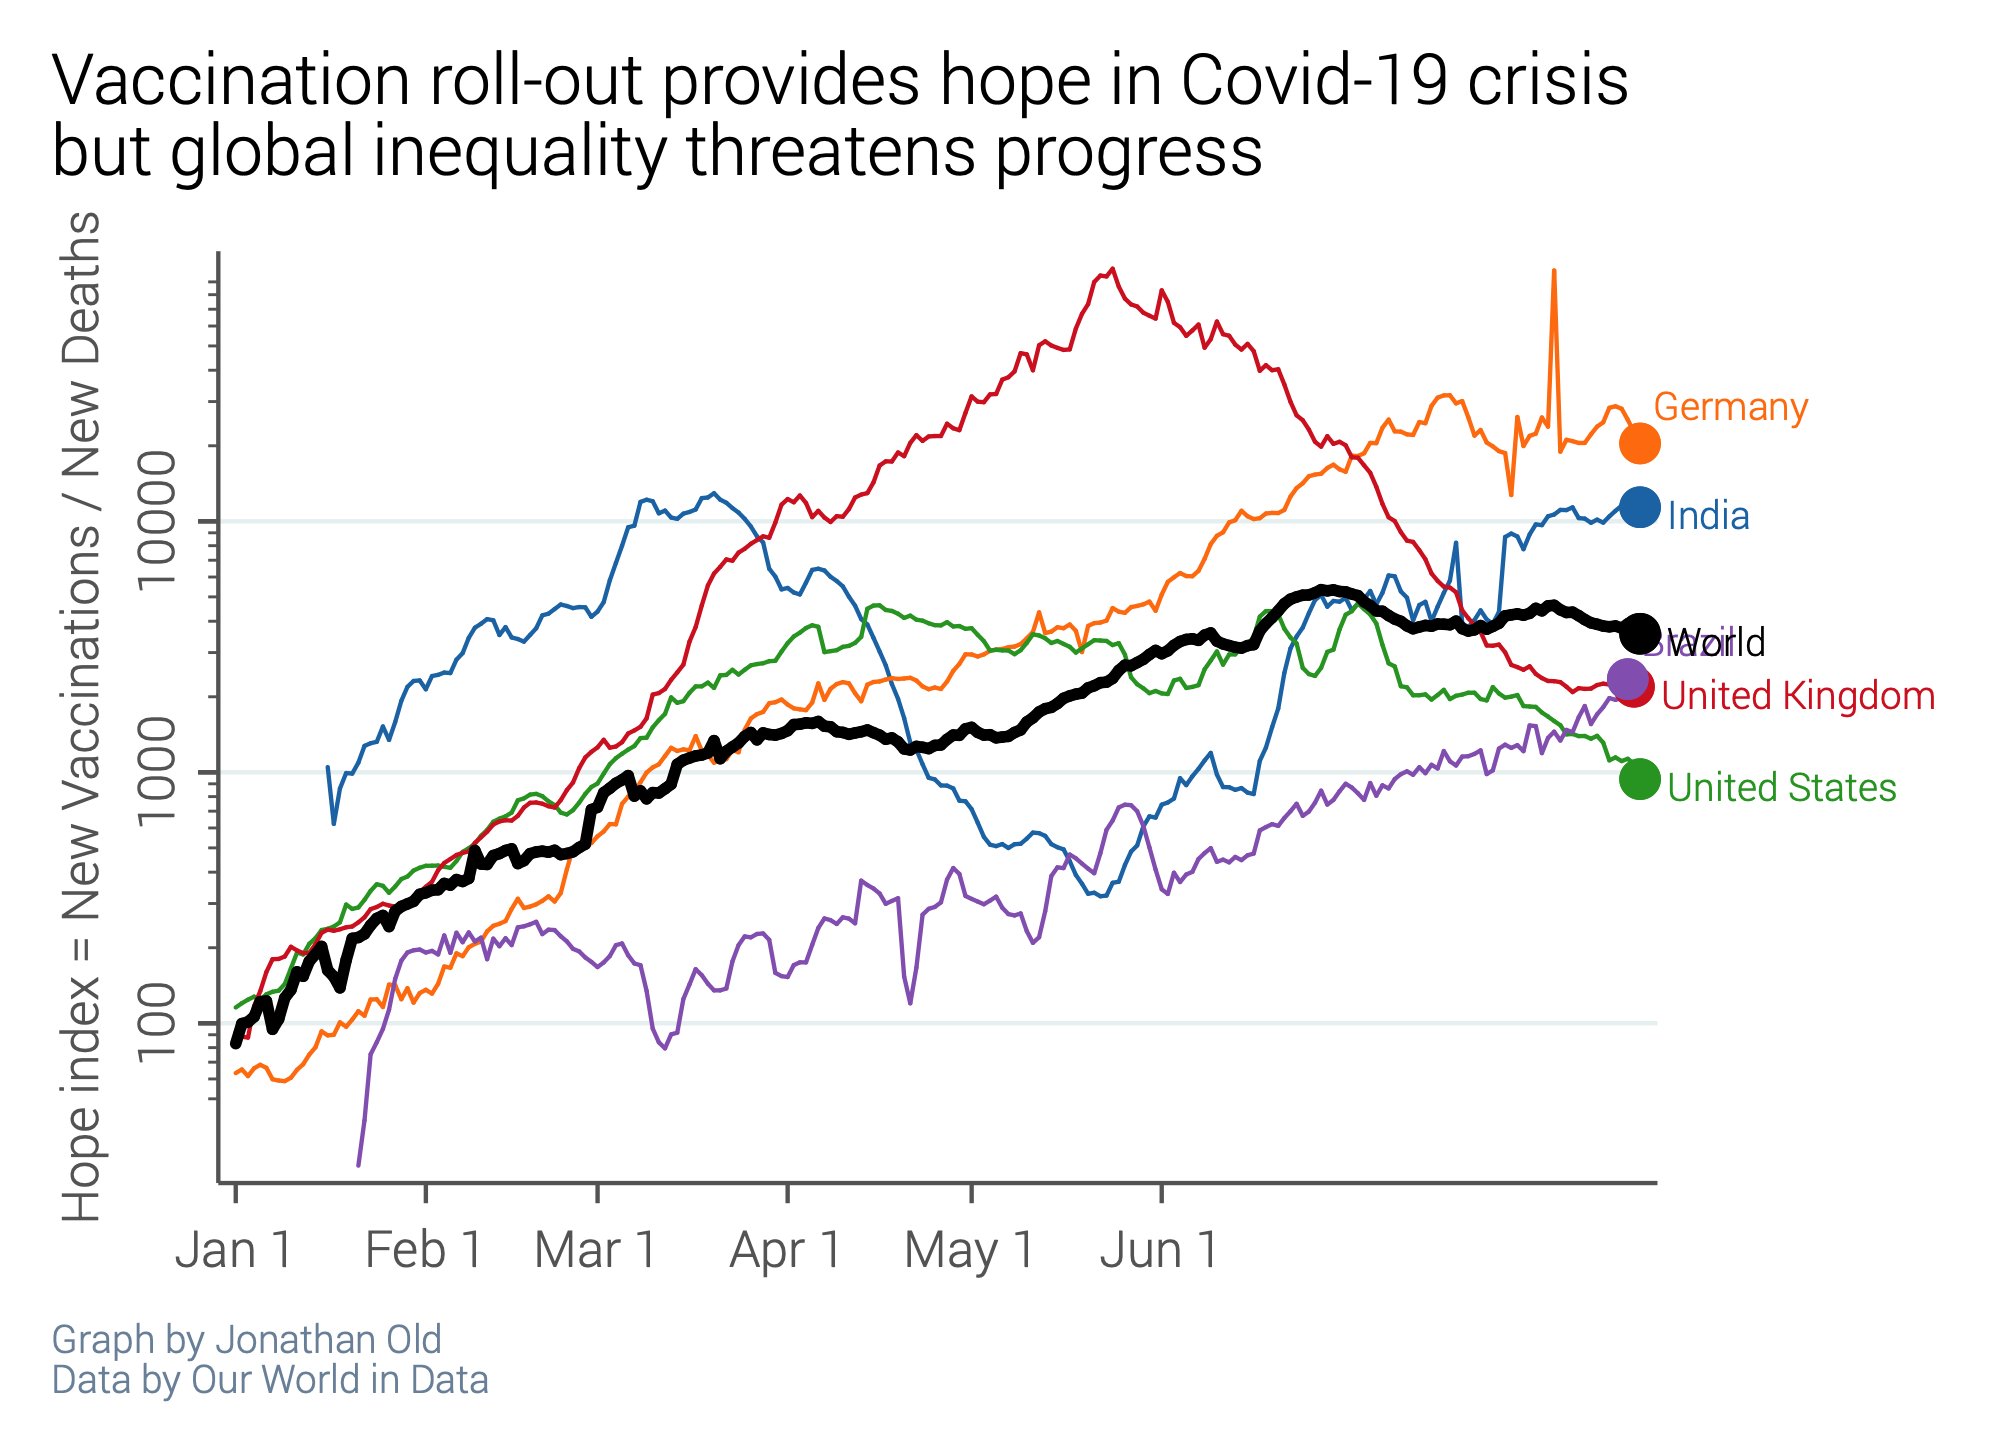 Vaccination roll-out provides hope in Covid-19 crisis
but global inequality threatens progress
Hope index = New Vaccinations / New Deaths
10000
1000
100
Germany
India
World
Brazil
United Kingdom
United States
Jan 1
Feb 1
Mar 1
Apr 1
May 1
Jun 1
Graph by Jonathan Old
Data by Our World in Data